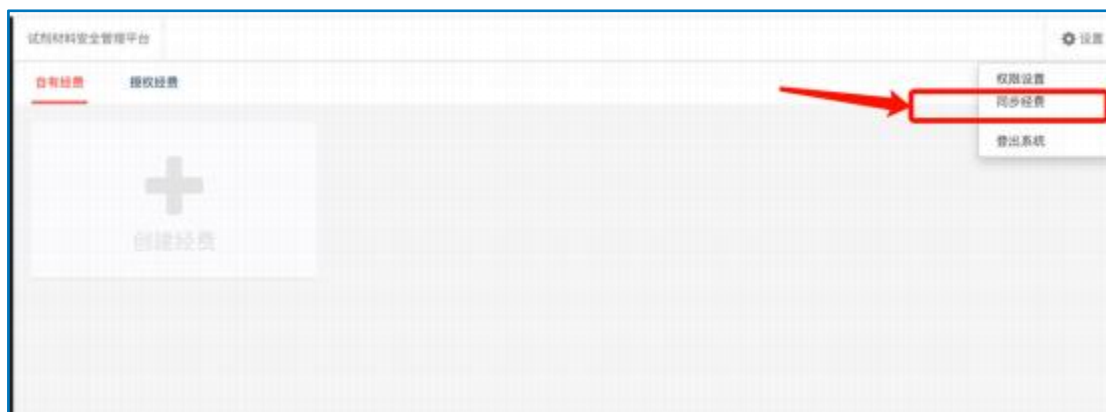 试剂材料安全管理平台
设置
自有经费 授权经费
权限设置
同步经费
登出系统
创建经费